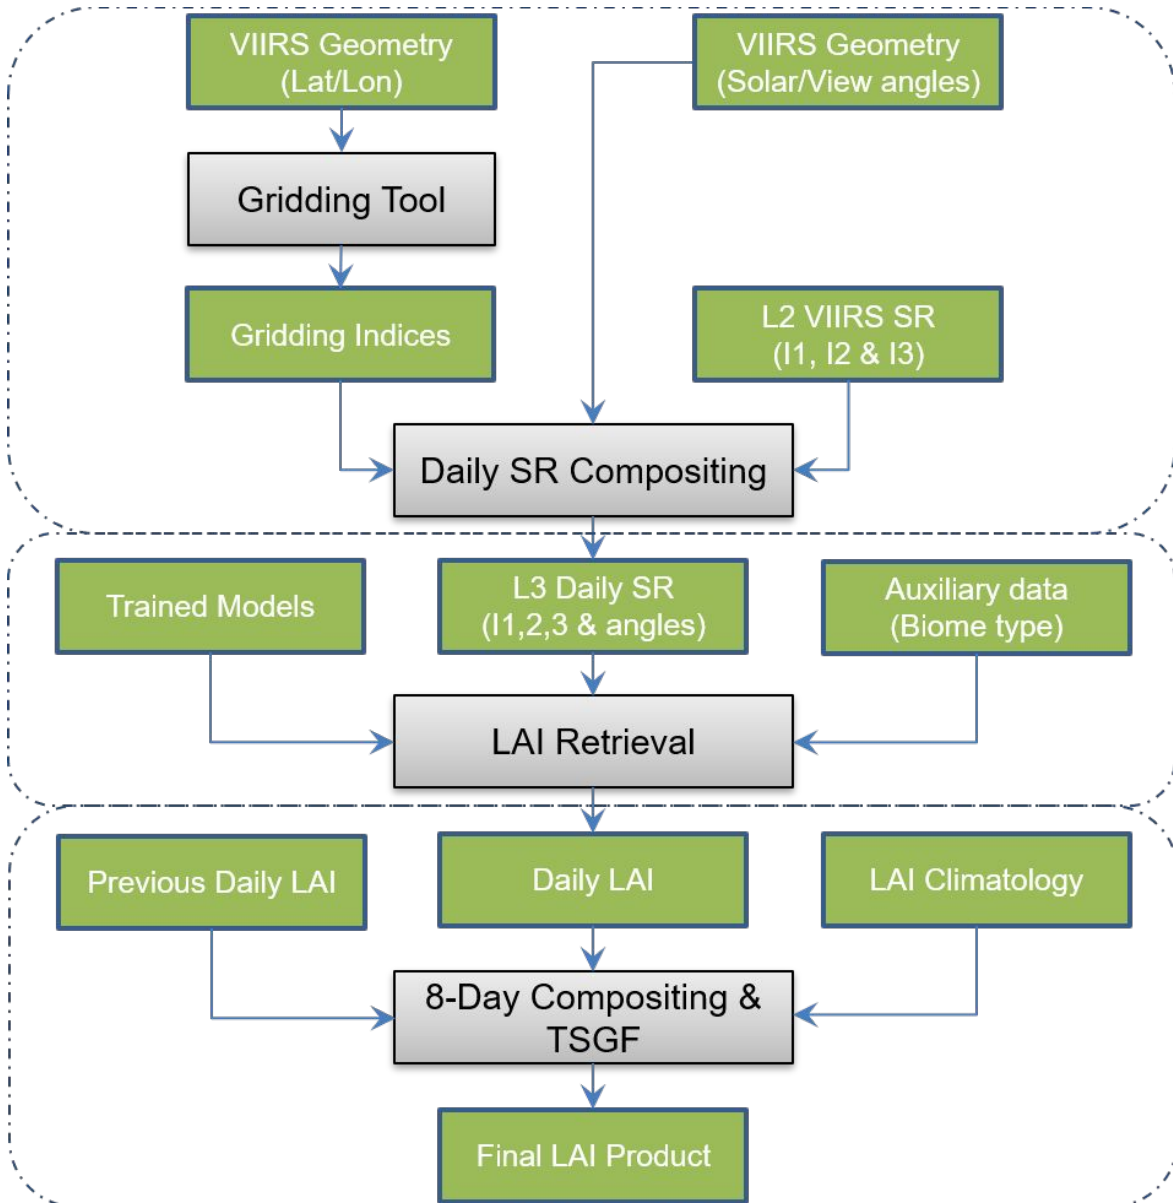 VIIRS Geometry
(Lat/Lon)
VIIRS Geometry
(Solar/View angles)
Gridding Tool
Gridding Indices
L2 VIIRS SR
(I1, I2 & I3)
Daily SR Compositing
Trained Models
L3 Daily SR
(I1,2,3 & angles)
Auxiliary data
(Biome type)
LAI Retrieval
Previous Daily LAI
Daily LAI
LAI Climatology
8-Day Compositing &
TSGF
Final LAI Product